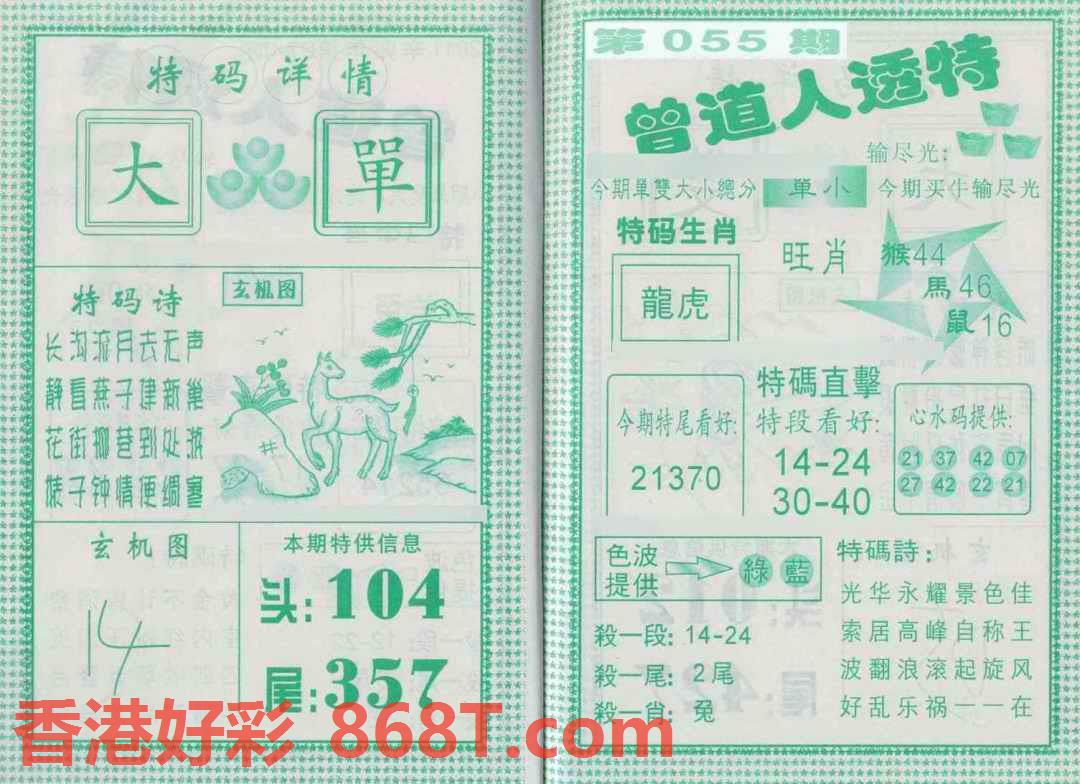 特码详情
大 單
特码诗
玄机图
长沟流月去无声
静看燕子建新巢
花街柳巷到处游
婊子钟情便绸蹇
井
玄机图
14
本期特供信息
头:104
尾:357
第055期
曾道人透特
输尽光:
今期單雙大小總分 單小 今期买牛输尽光
特码生肖
龍虎
旺肖
猴44
馬46
鼠16
今期特尾看好:
21370
特碼直擊
特段看好:
14-24
30-40
心水码提供:
21 37 42 07
27 42 22 21
色波
提供
綠 藍
殺一段: 14-24
殺一尾: 2尾
殺一肖: 兔
特碼詩:
光华永耀景色佳
索居高峰自称王
波翻浪滚起旋风
好乱乐祸一一在
香港好彩 868T.com